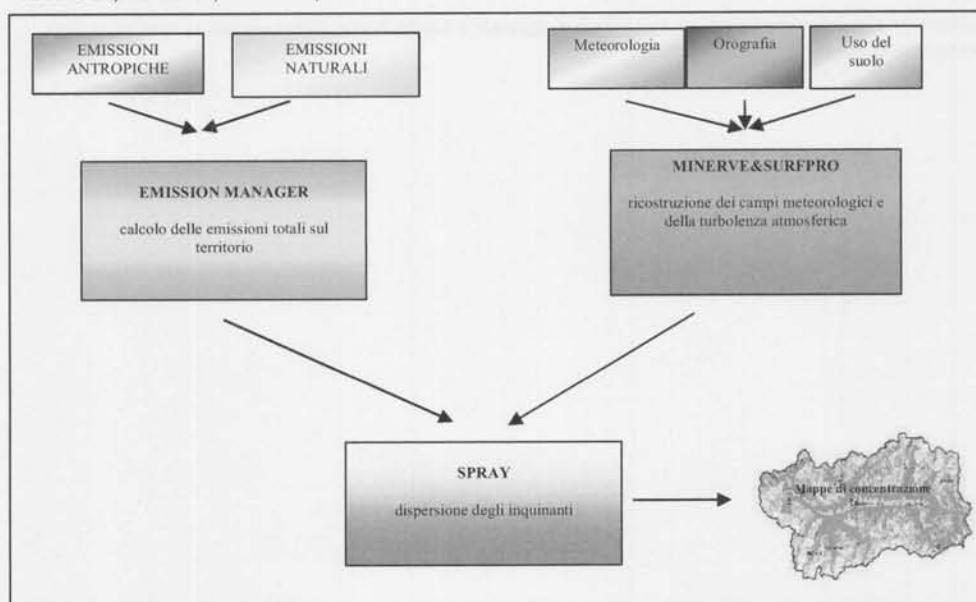 EMISSIONI
ANTROPICHE
EMISSIONI
NATURALI
Meteorologia
Orografia
Uso del
suolo
EMISSION MANAGER
calcolo delle emissioni totali sul
territorio
MINERVE&SURFPRO
ricostruzione dei campi meteorologici e
della turbolenza atmosferica
SPRAY
dispersione degli inquinanti
Mappe di concentrazione